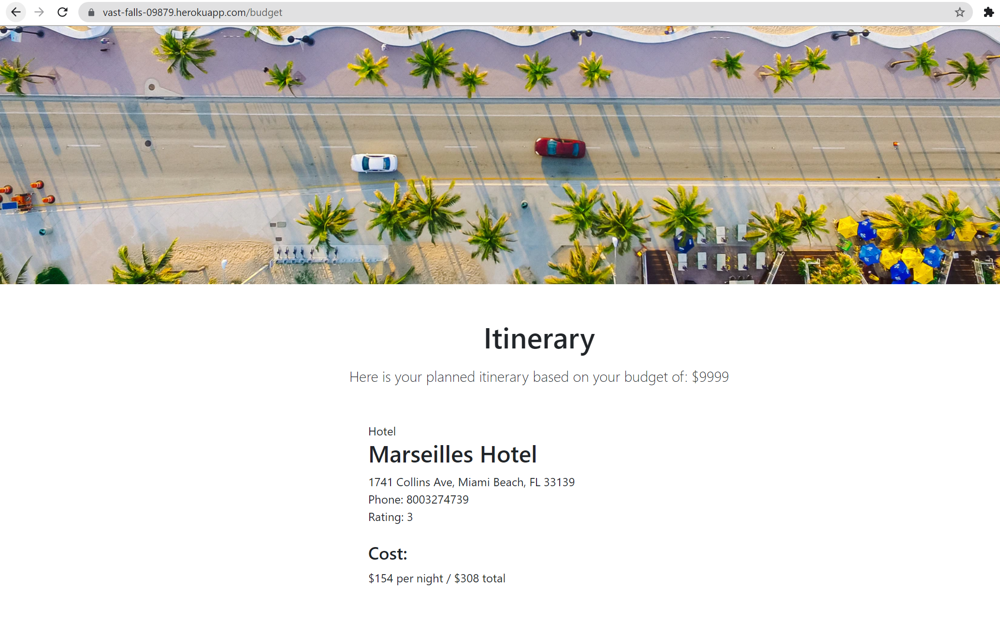 vast-falls-09879.herokuapp.com/budget
Itinerary
Here is your planned itinerary based on your budget of: $9999
Hotel
Marseilles Hotel
1741 Collins Ave, Miami Beach, FL 33139
Phone: 8003274739
Rating: 3
Cost:
$154 per night / $308 total